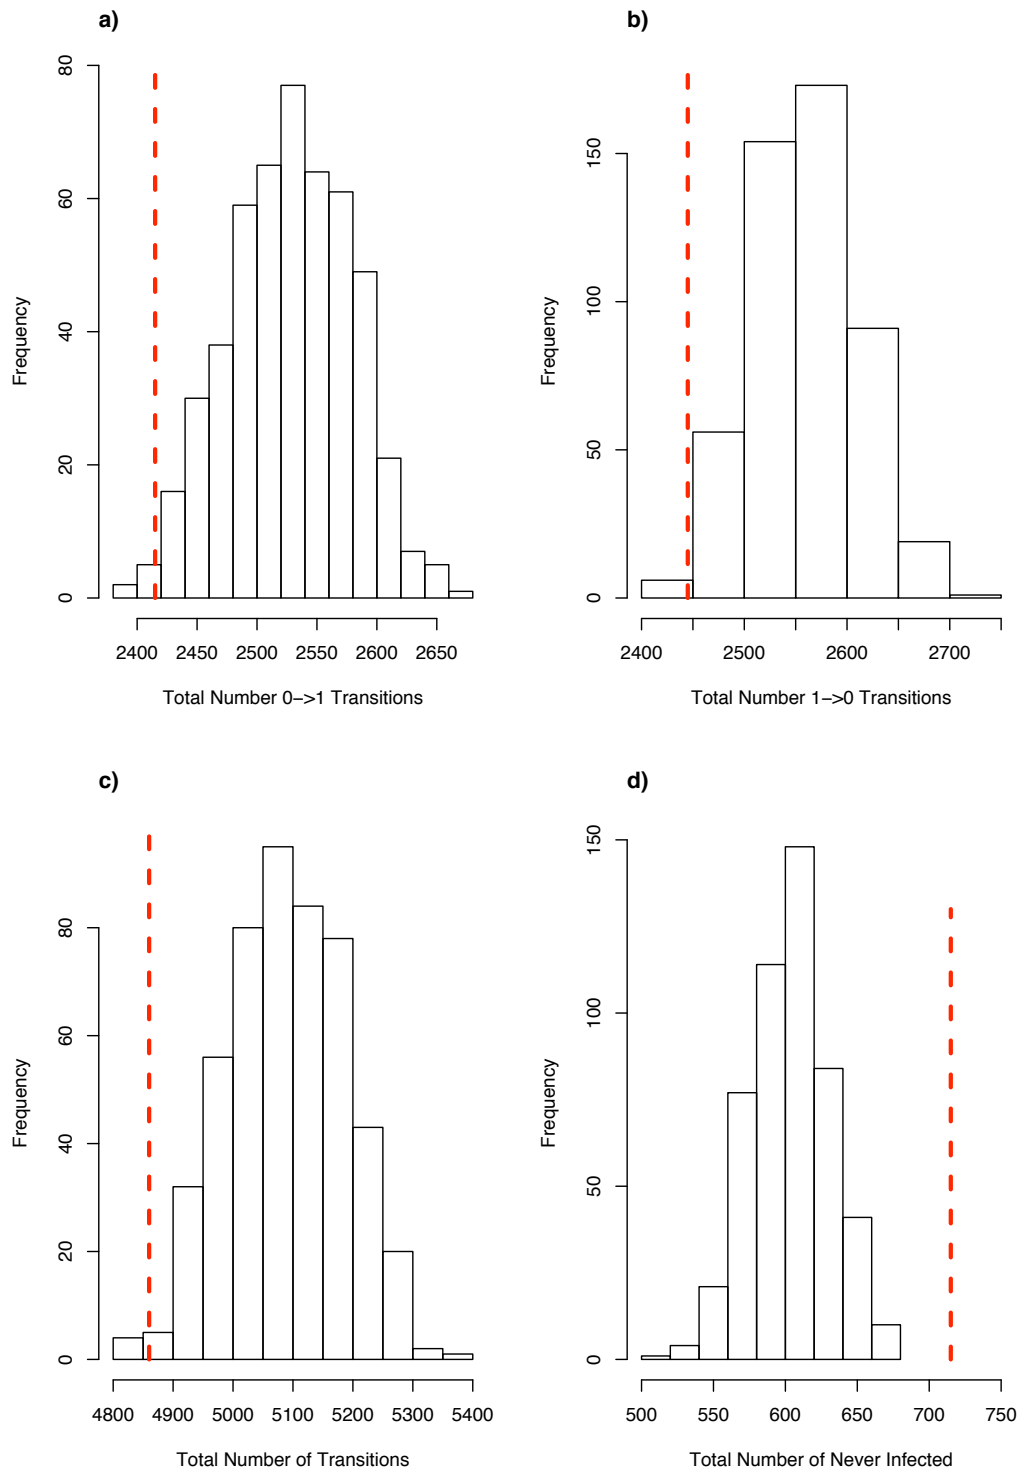 a)
Frequency
0
20
40
60
80
2400 2450 2500 2550 2600 2650
Total Number 0->1 Transitions
b)
Frequency
0
50
100
150
2400 2500 2600 2700
Total Number 1->0 Transitions
c)
Frequency
0
20
40
60
80
4800 4900 5000 5100 5200 5300 5400
Total Number of Transitions
d)
Frequency
0
50
100
150
500 550 600 650 700 750
Total Number of Never Infected